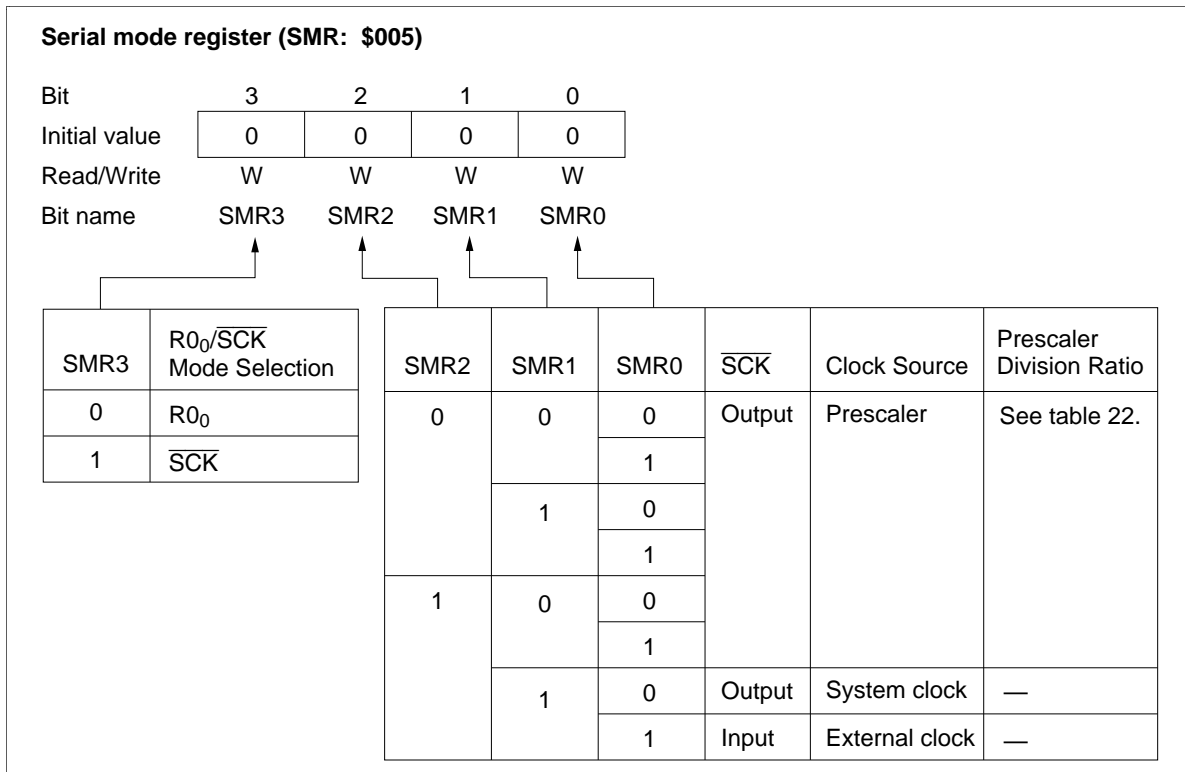 Serial mode register (SMR: $005)
Bit 3 2 1 0
Initial value 0 0 0 0
Read/Write W W W W
Bit name SMR3 SMR2 SMR1 SMR0
SMR3 R0₀/S̅C̅K̅ Mode Selection
0 R0₀
1 S̅C̅K̅
SMR2 SMR1 SMR0 S̅C̅K̅ Clock Source Prescaler Division Ratio
0 0 0 Output Prescaler See table 22.
1
1 0
1
1 0 0
1
1 0 Output System clock —
1 Input External clock —